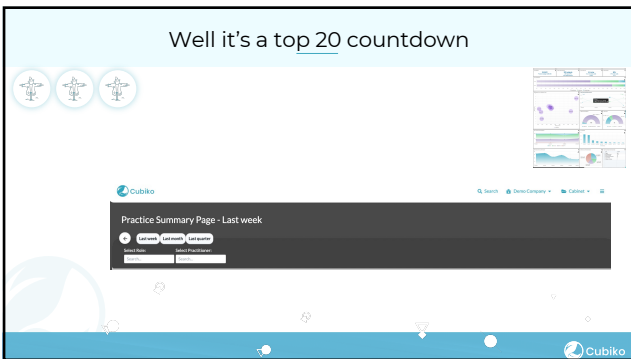 Well it's a top 20 countdown
Cubiko
Search Demo Company Cabinet
Practice Summary Page - Last week
Last week Last month Last quarter
Select Role: Select Practitioner:
Search... Search...
Cubiko